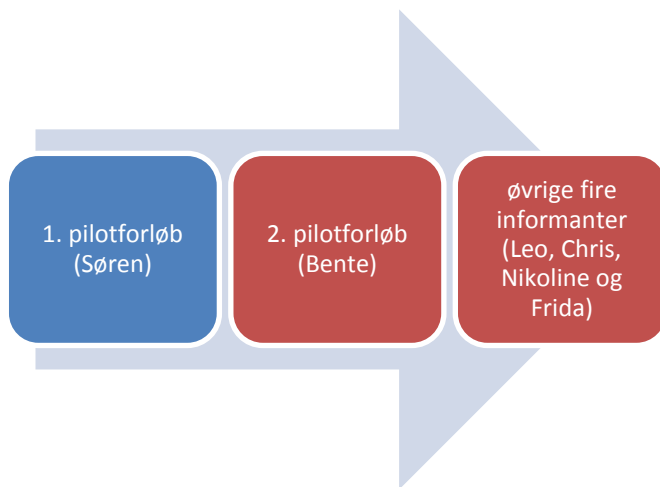 1. pilotforløb
(Søren)
2. pilotforløb
(Bente)
øvrige fire
informanter
(Leo, Chris,
Nikoline og
Frida)